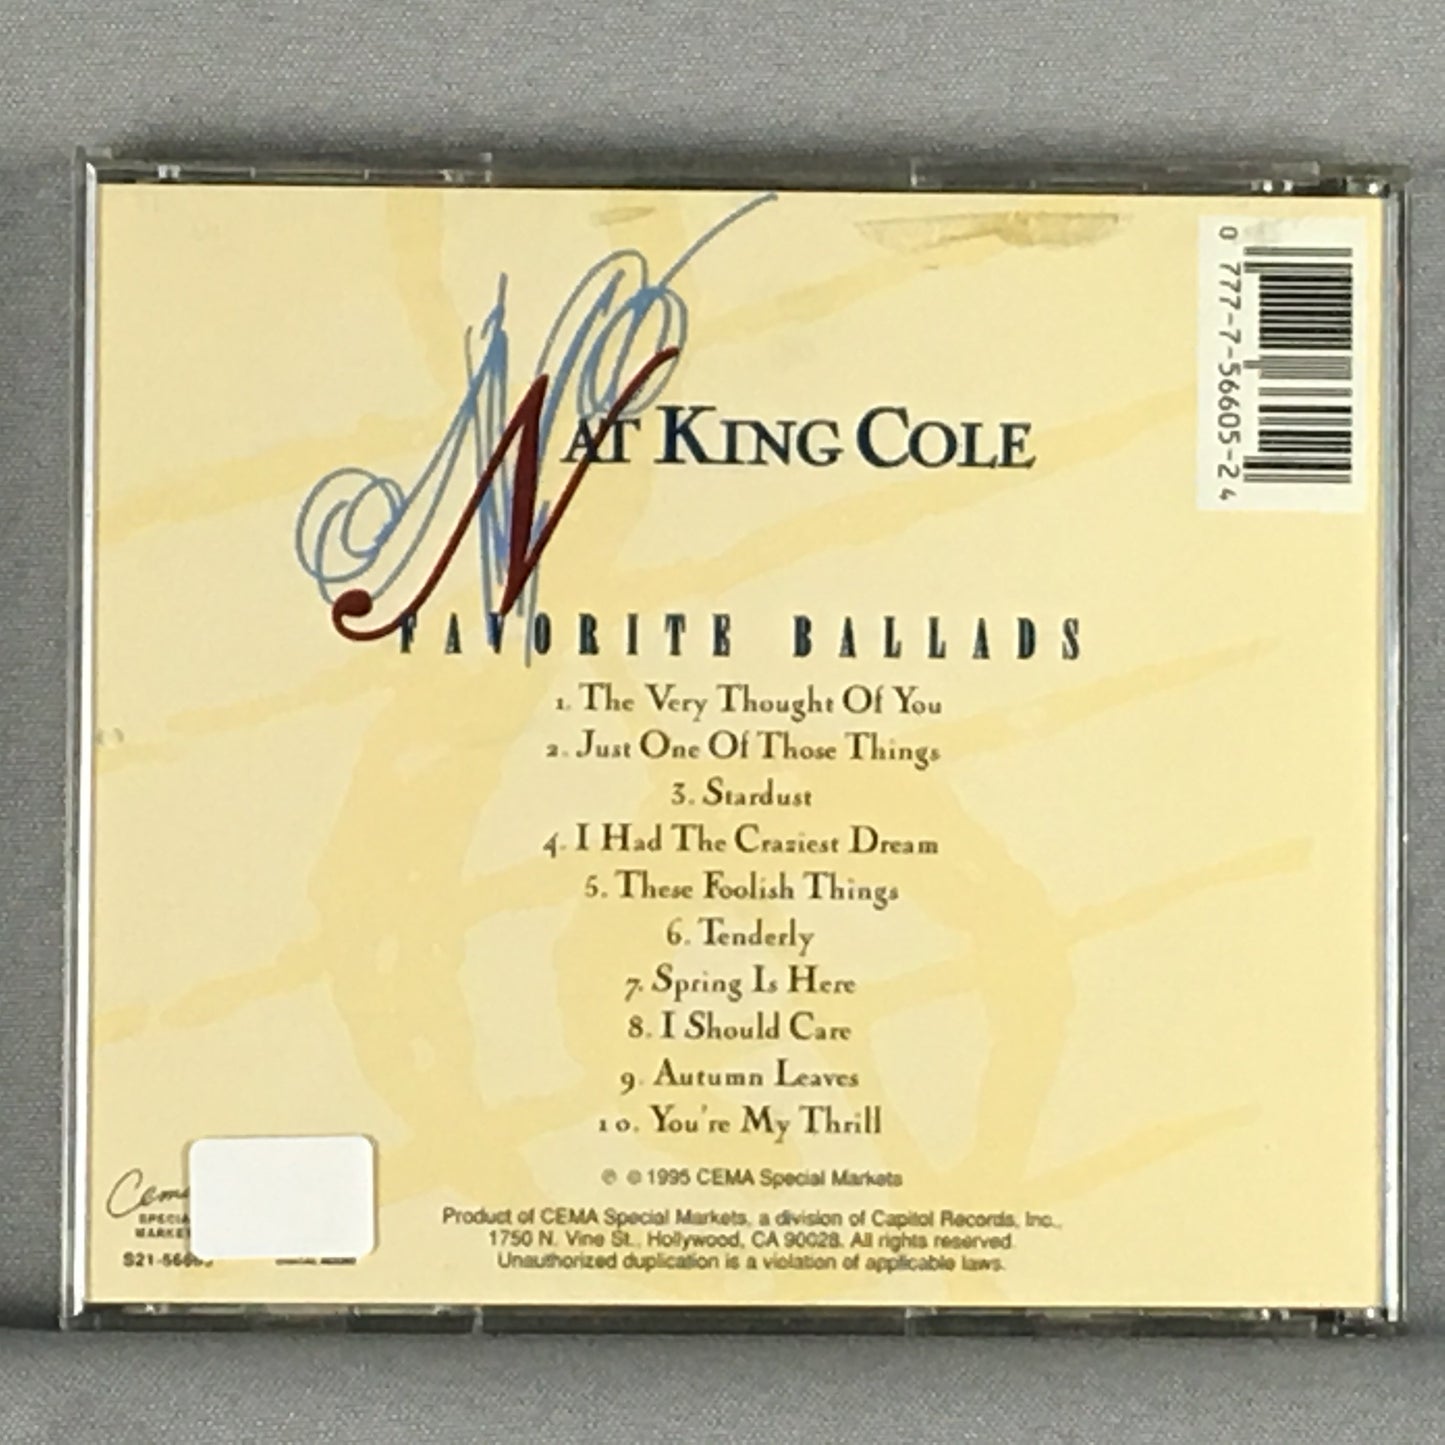 NAT KING COLE
FAVORITE BALLADS
1. The Very Thought Of You
2. Just One Of Those Things
3. Stardust
4. I Had The Craziest Dream
5. These Foolish Things
6. Tenderly
7. Spring Is Here
8. I Should Care
9. Autumn Leaves
10. You're My Thrill
℗ © 1995 CEMA Special Markets
Product of CEMA Special Markets, a division of Capitol Records, Inc.,
1750 N. Vine St., Hollywood, CA 90028. All rights reserved.
Unauthorized duplication is a violation of applicable laws.
0 777-7-56605-2 4
Cema